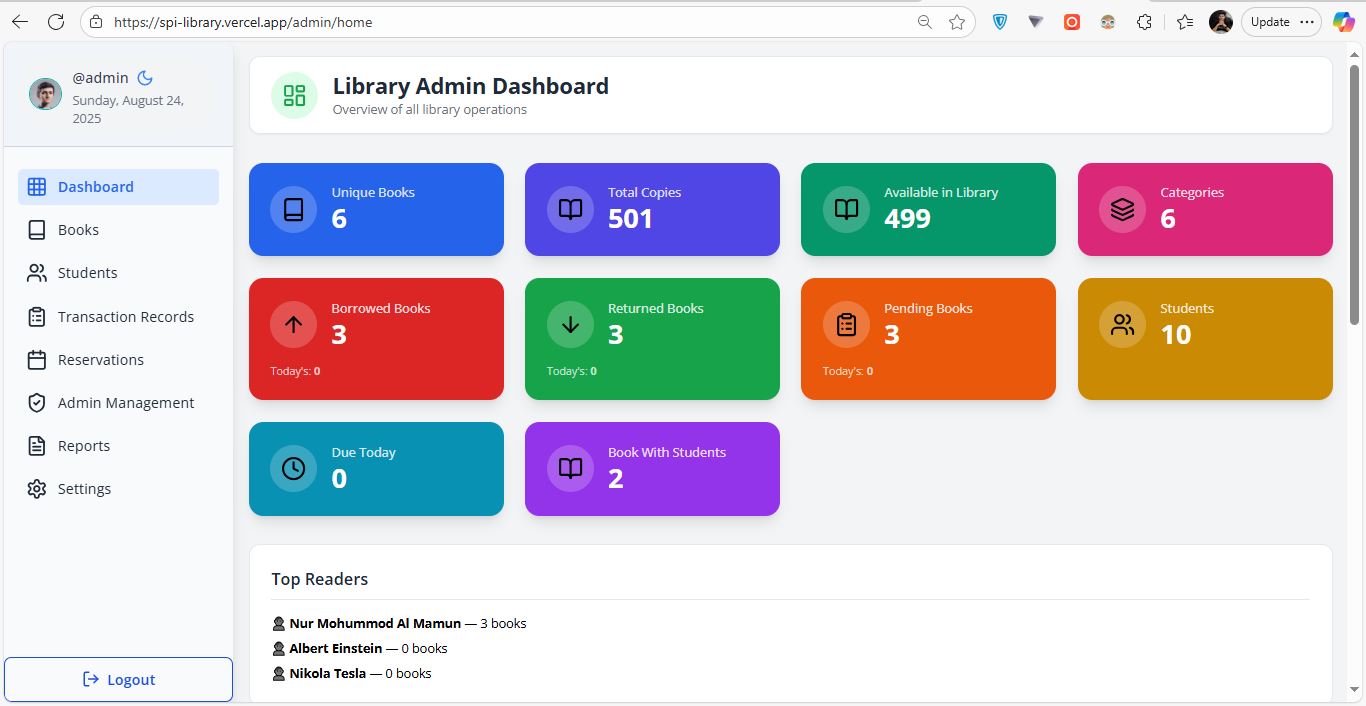 https://spi-library.vercel.app/admin/home
Update
@admin
Sunday, August 24,
2025
Library Admin Dashboard
Overview of all library operations
Dashboard
Books
Students
Transaction Records
Reservations
Admin Management
Reports
Settings
Logout
Unique Books
6
Total Copies
501
Available in Library
499
Categories
6
Borrowed Books
3
Today's: 0
Returned Books
3
Today's: 0
Pending Books
3
Today's: 0
Students
10
Due Today
0
Book With Students
2
Top Readers
Nur Mohummod Al Mamun — 3 books
Albert Einstein — 0 books
Nikola Tesla — 0 books